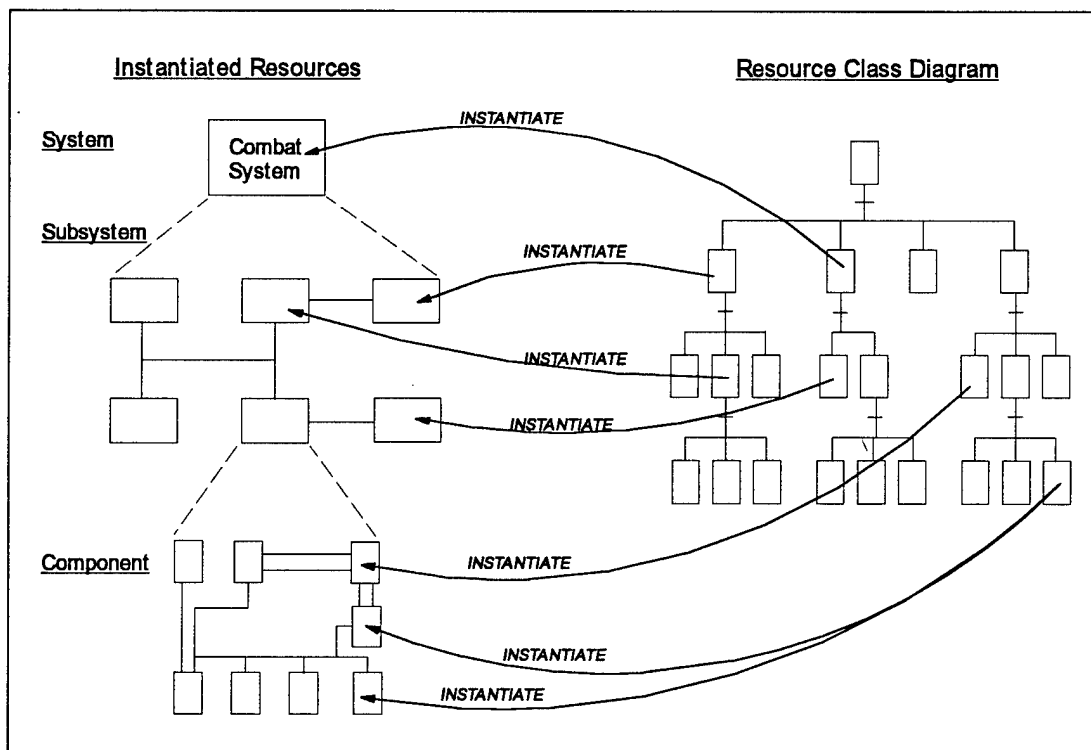 Instantiated Resources
Resource Class Diagram
System
INSTANTIATE
Combat
System
Subsystem
INSTANTIATE
INSTANTIATE
INSTANTIATE
Component
INSTANTIATE
INSTANTIATE
INSTANTIATE